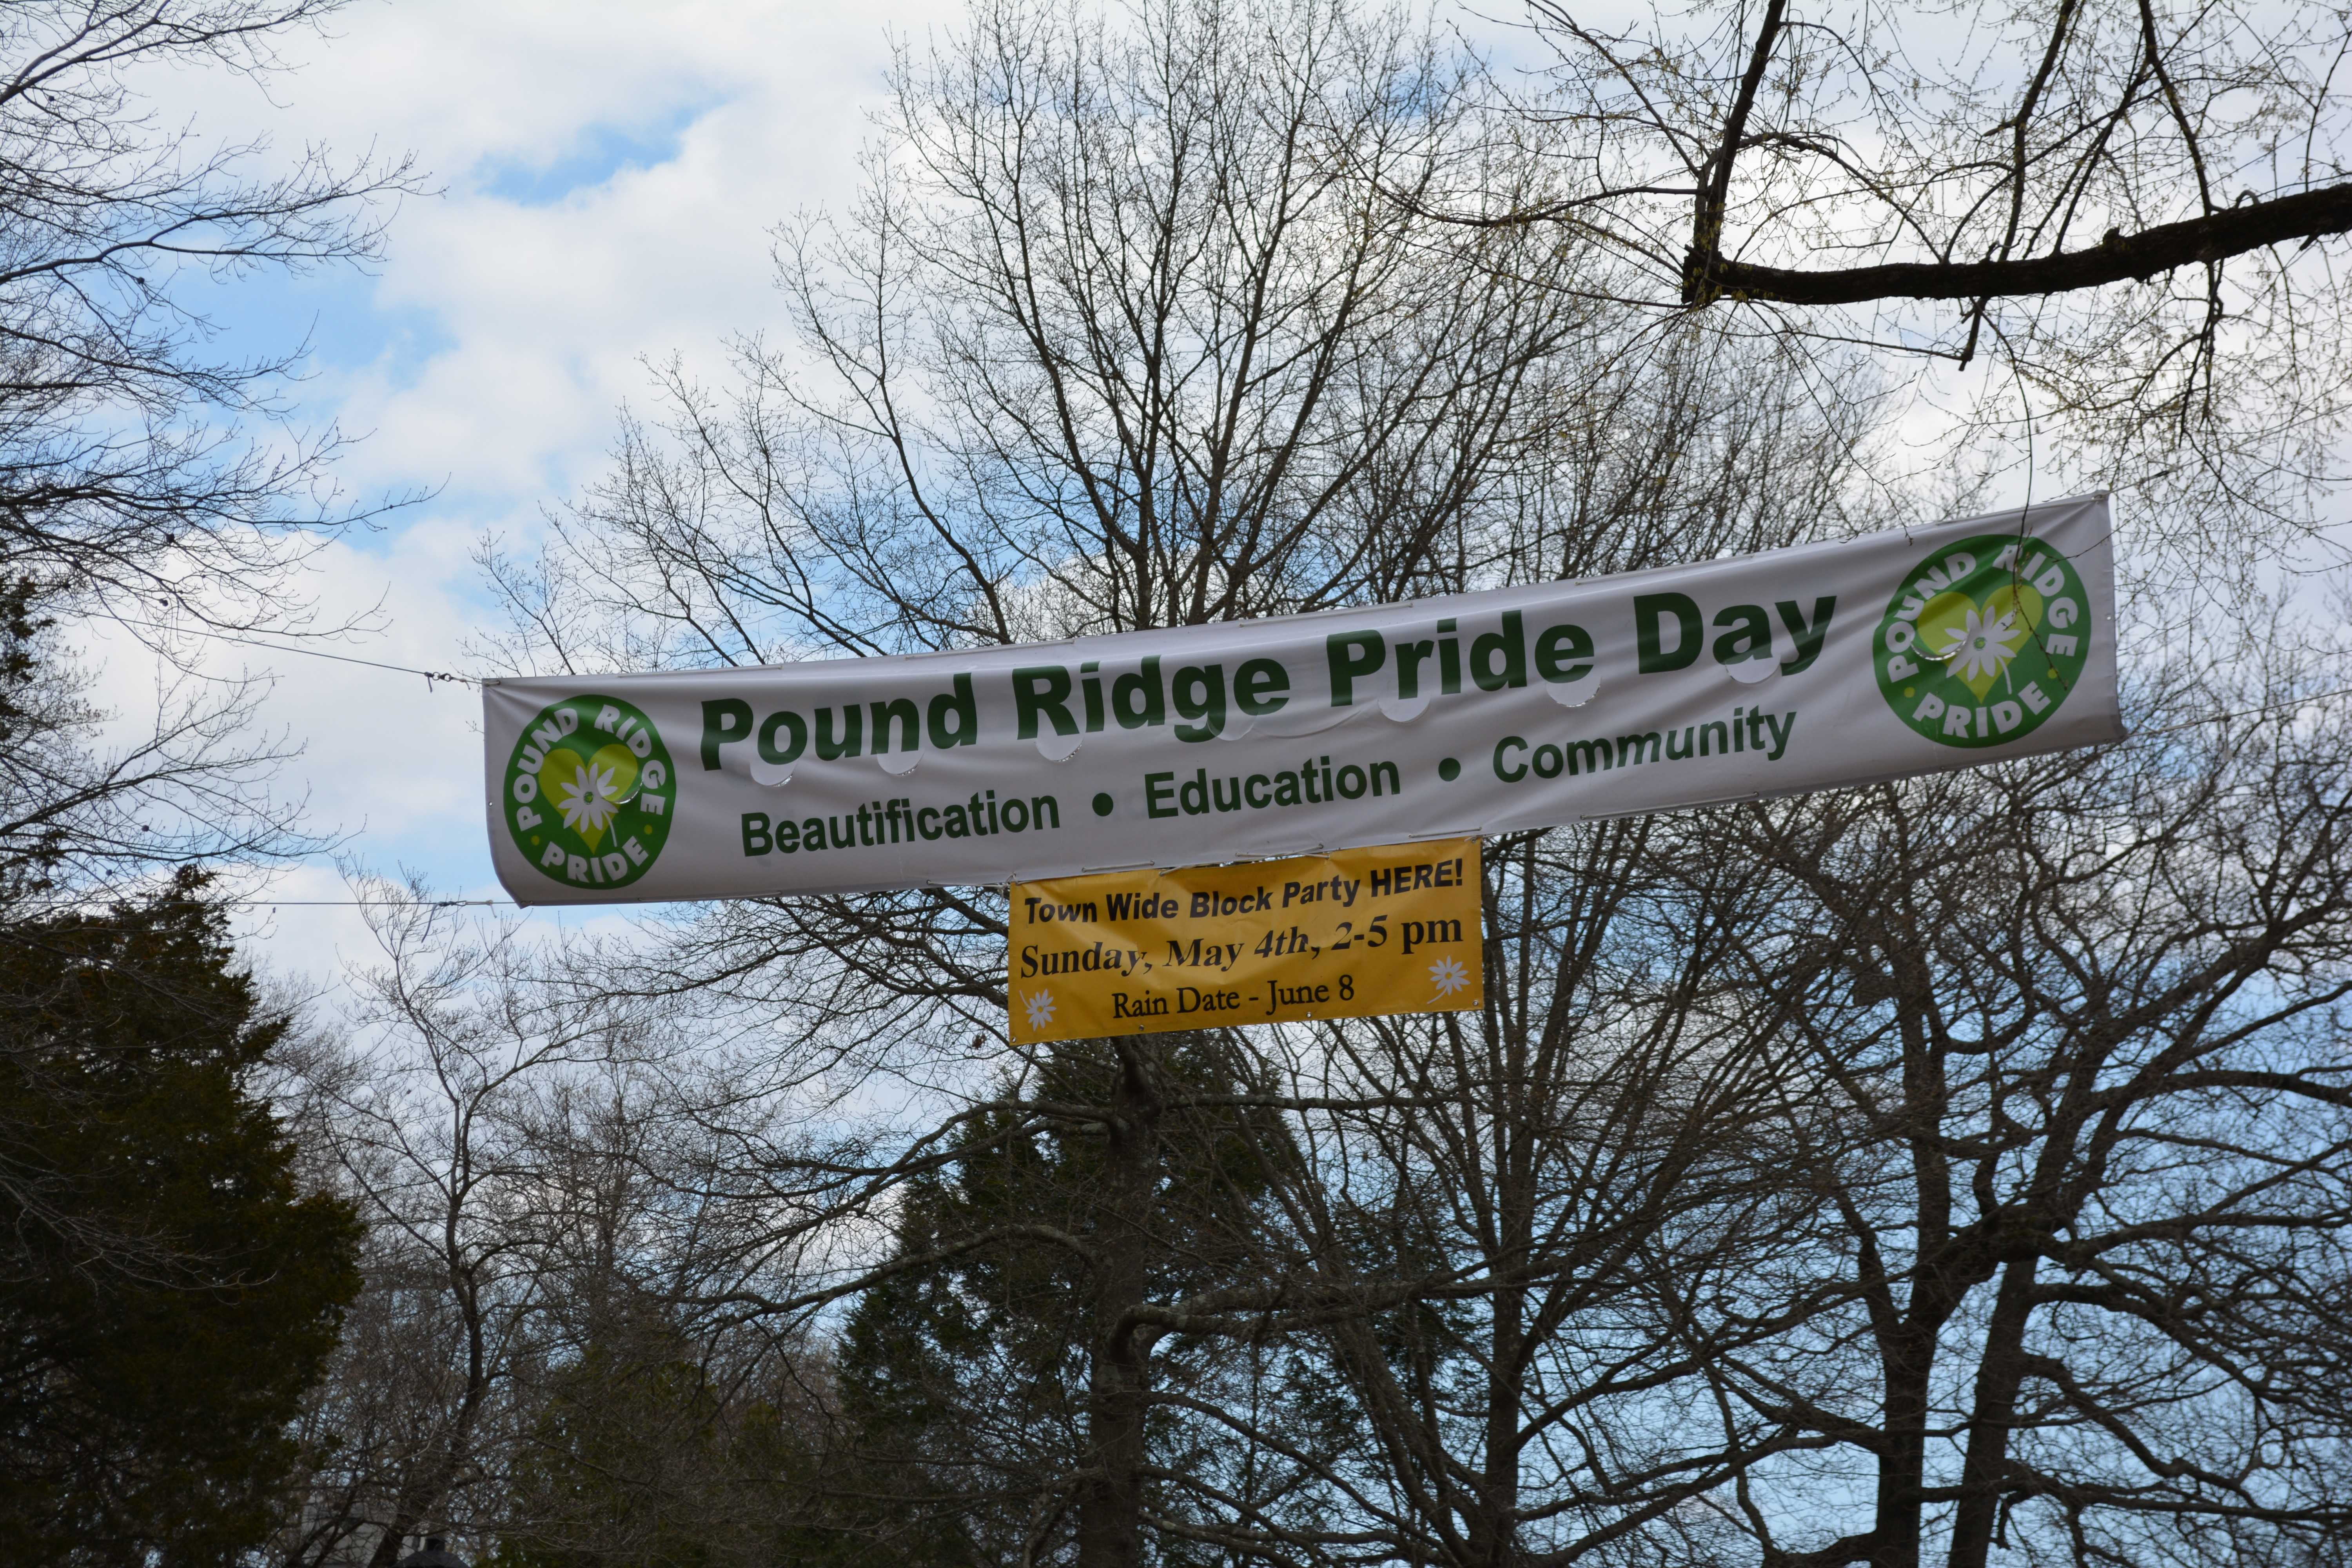 POUND RIDGE
• PRIDE •
Pound Ridge Pride Day
Beautification • Education • Community
POUND RIDGE
• PRIDE •
Town Wide Block Party HERE!
Sunday, May 4th, 2-5 pm
Rain Date - June 8